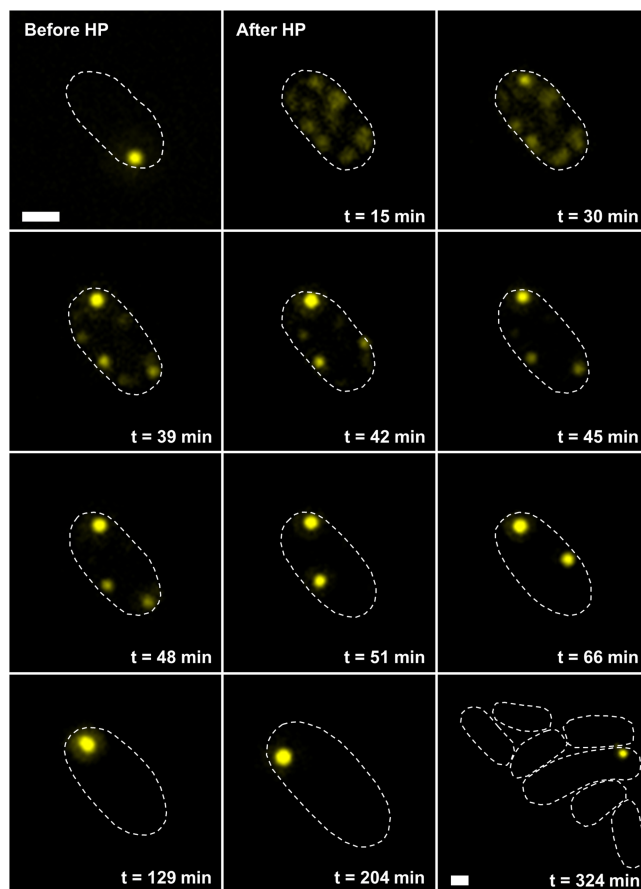 Before HP
After HP
t = 15 min
t = 30 min
t = 39 min
t = 42 min
t = 45 min
t = 48 min
t = 51 min
t = 66 min
t = 129 min
t = 204 min
t = 324 min